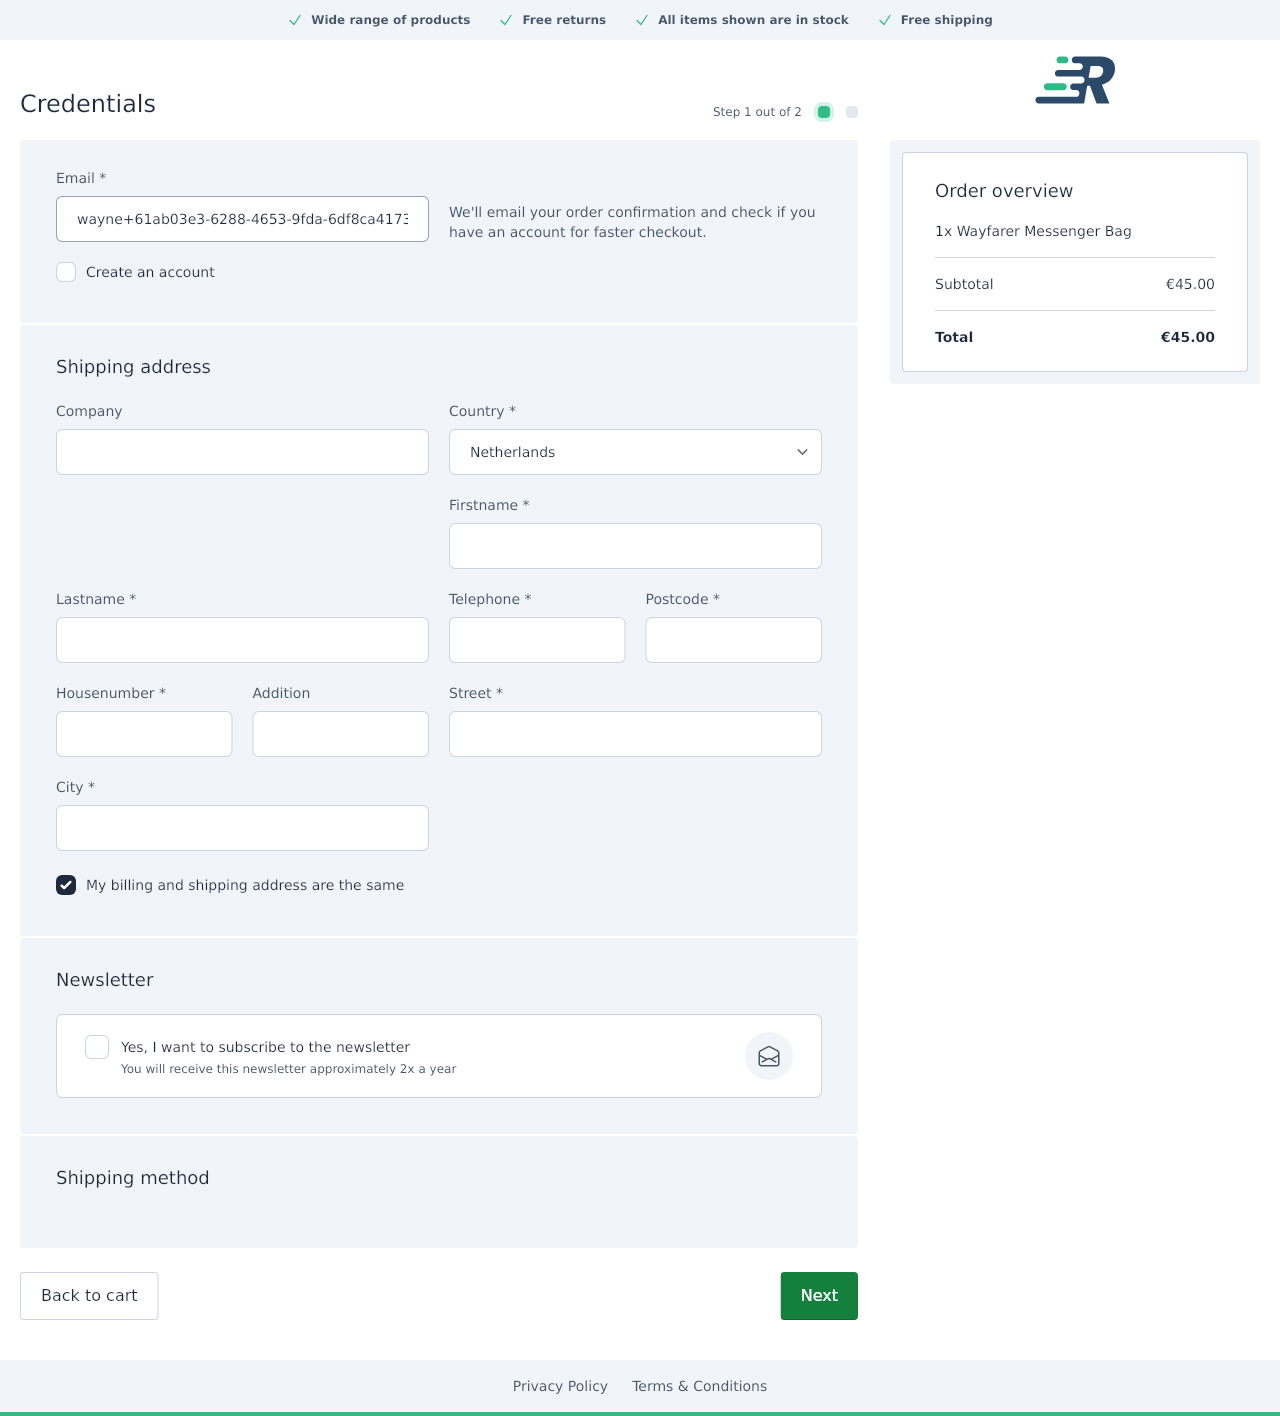 Wide range of products
Free returns
All items shown are in stock
Free shipping
R
Credentials
Step 1 out of 2
Email *
wayne+61ab03e3-6288-4653-9fda-6df8ca4173
We'll email your order confirmation and check if you
have an account for faster checkout.
Create an account
Shipping address
Company
Country *
Netherlands
Firstname *
Lastname *
Telephone *
Postcode *
Housenumber *
Addition
Street *
City *
My billing and shipping address are the same
Newsletter
Yes, I want to subscribe to the newsletter
You will receive this newsletter approximately 2x a year
Shipping method
Back to cart
Next
Order overview
1x Wayfarer Messenger Bag
Subtotal €45.00
Total €45.00
Privacy Policy
Terms & Conditions